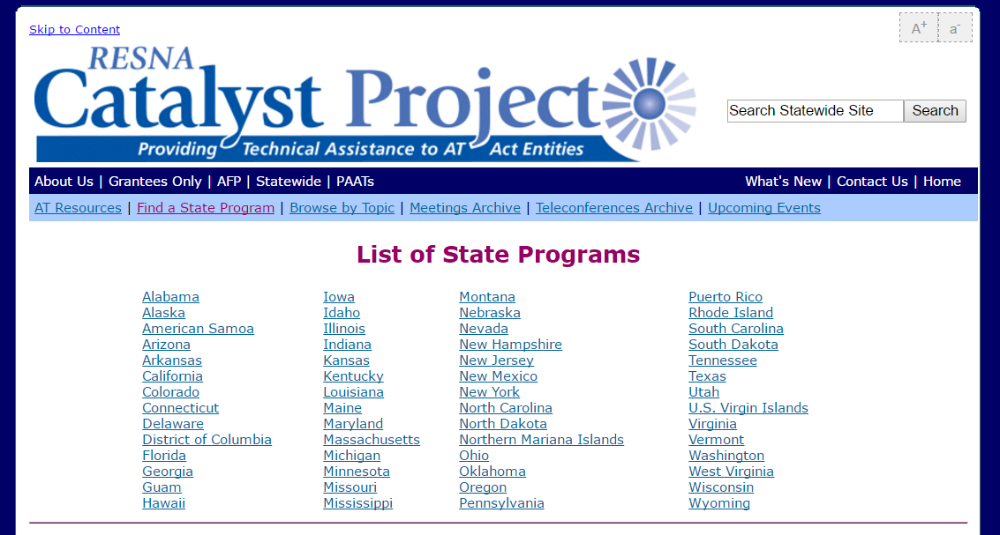 Skip to Content
A+ a-
RESNA
Catalyst Project
Providing Technical Assistance to AT Act Entities
Search Statewide Site Search
About Us | Grantees Only | AFP | Statewide | PAATs What's New | Contact Us | Home
AT Resources | Find a State Program | Browse by Topic | Meetings Archive | Teleconferences Archive | Upcoming Events
List of State Programs
Alabama
Alaska
American Samoa
Arizona
Arkansas
California
Colorado
Connecticut
Delaware
District of Columbia
Florida
Georgia
Guam
Hawaii
Iowa
Idaho
Illinois
Indiana
Kansas
Kentucky
Louisiana
Maine
Maryland
Massachusetts
Michigan
Minnesota
Missouri
Mississippi
Montana
Nebraska
Nevada
New Hampshire
New Jersey
New Mexico
New York
North Carolina
North Dakota
Northern Mariana Islands
Ohio
Oklahoma
Oregon
Pennsylvania
Puerto Rico
Rhode Island
South Carolina
South Dakota
Tennessee
Texas
Utah
U.S. Virgin Islands
Virginia
Vermont
Washington
West Virginia
Wisconsin
Wyoming